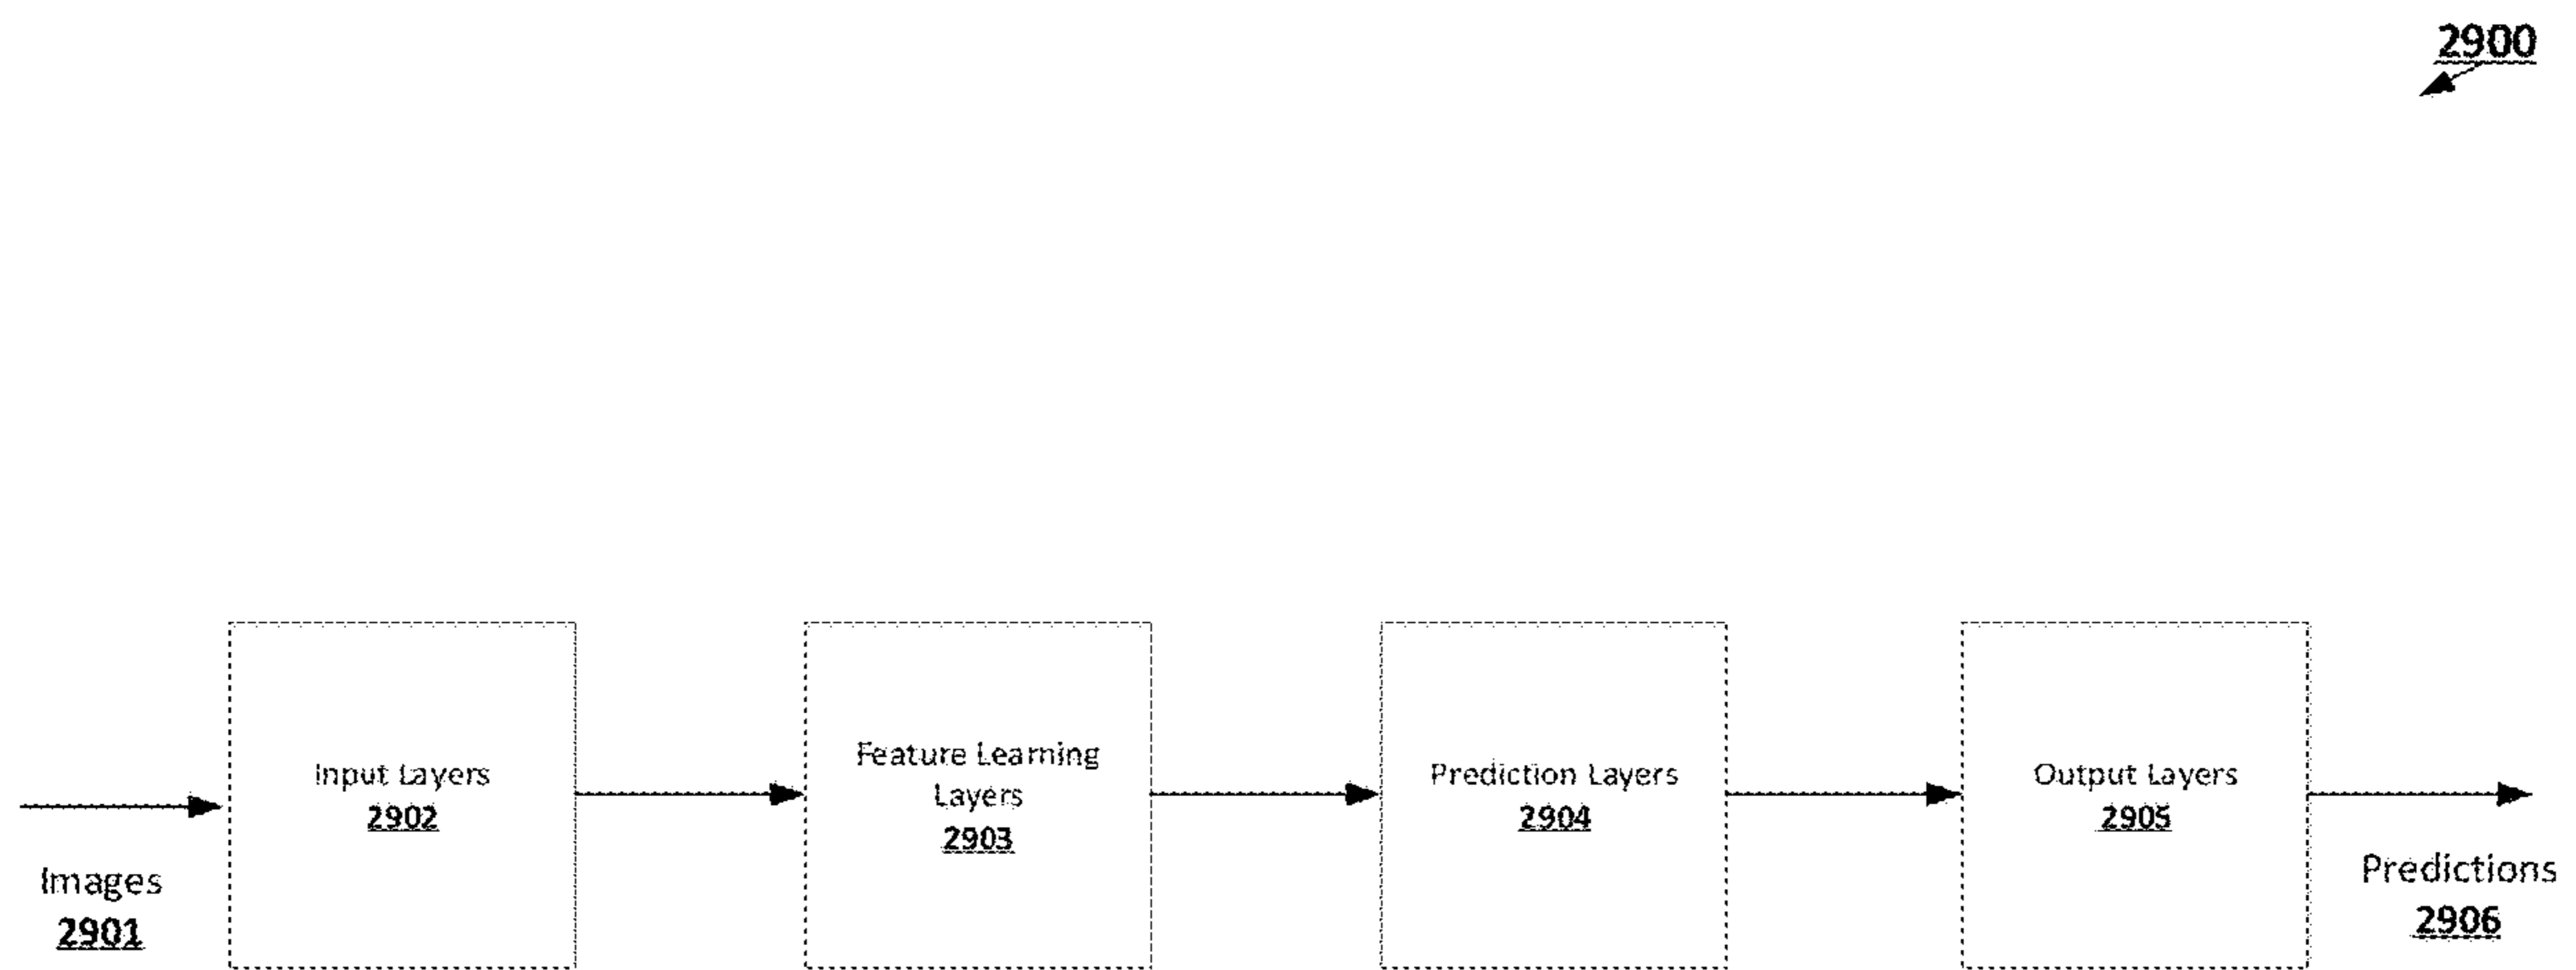 2900
Input Layers
2902
Feature Learning
Layers
2903
Prediction Layers
2904
Output Layers
2905
Images
2901
Predictions
2906